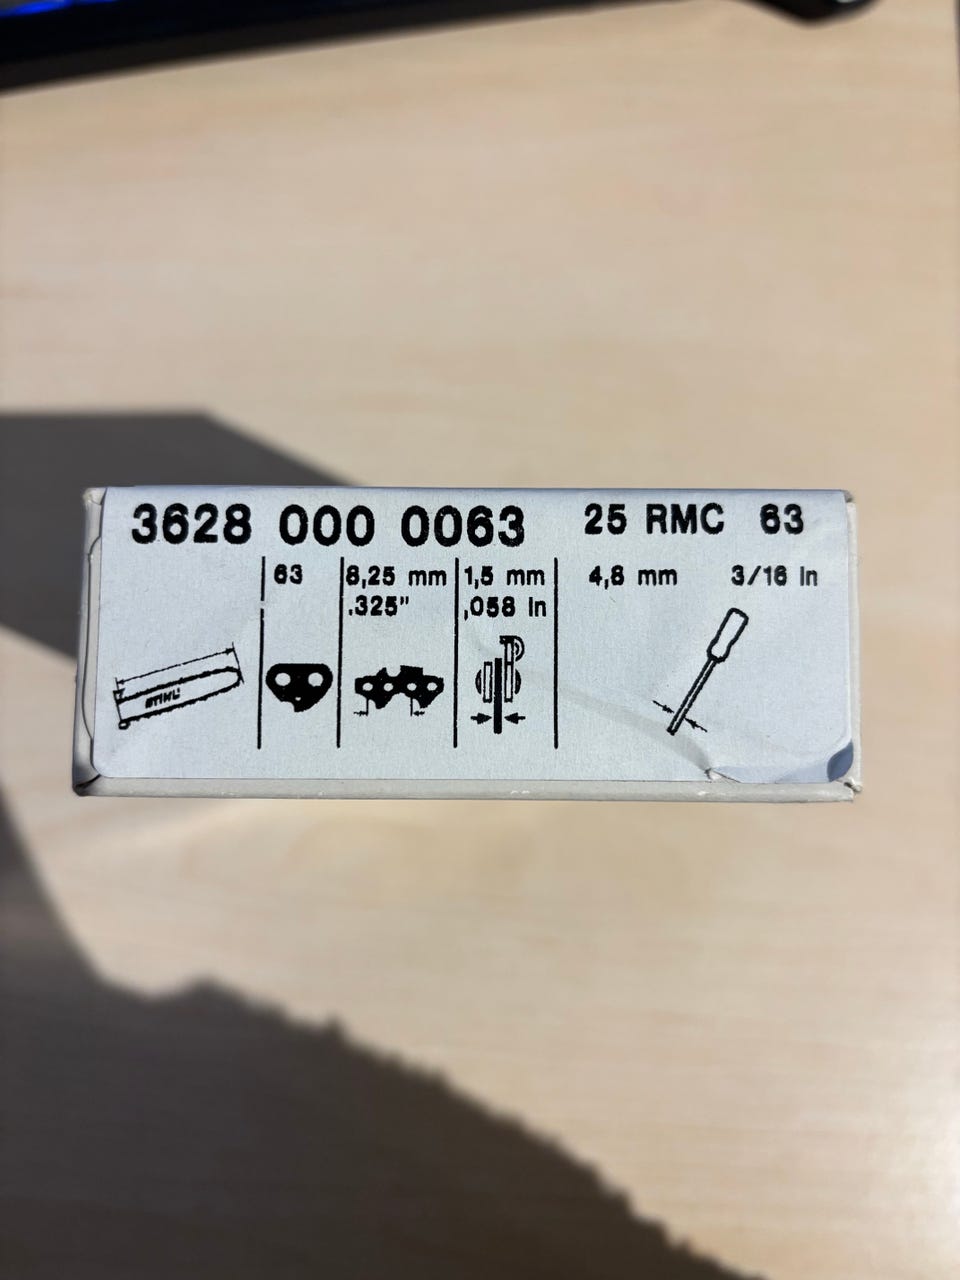 3628 000 0063 25 RMC 63
63 8,25 mm 1,5 mm 4,8 mm 3/16 in
.325" ,058 in
STIHL